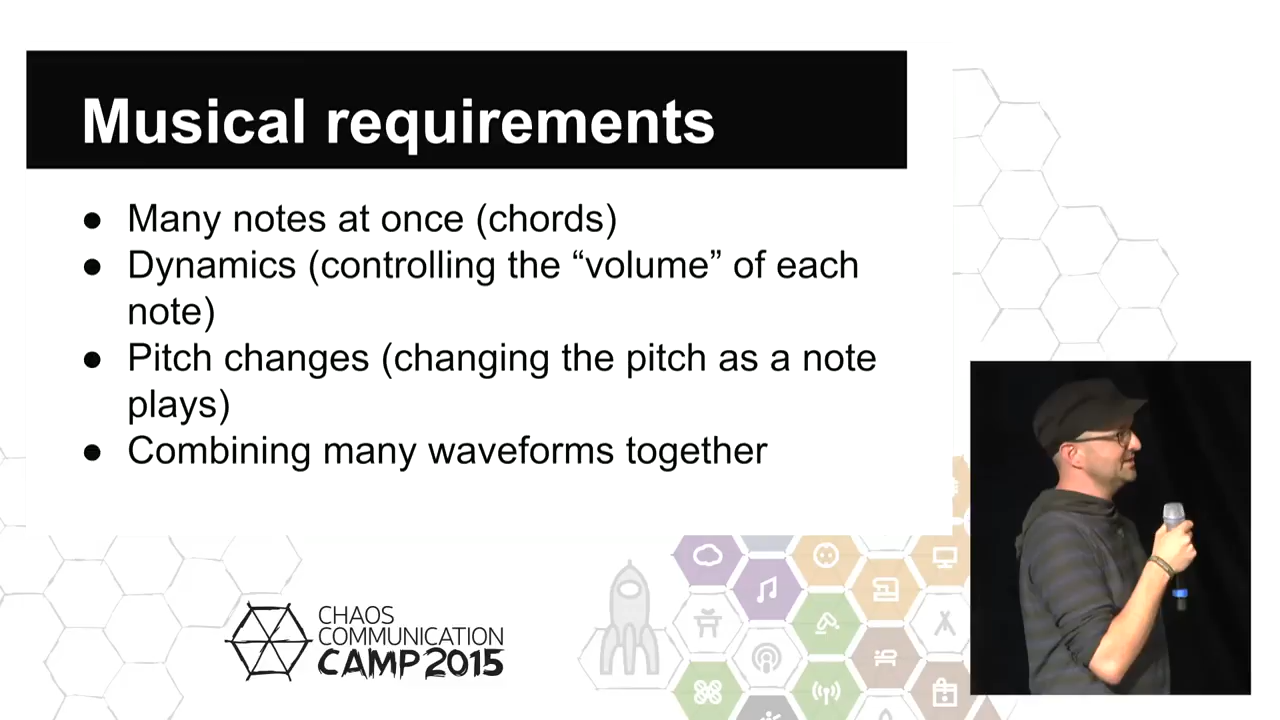 Musical requirements
● Many notes at once (chords)
● Dynamics (controlling the “volume” of each
note)
● Pitch changes (changing the pitch as a note
plays)
● Combining many waveforms together
CHAOS
COMMUNICATION
CAMP 2015